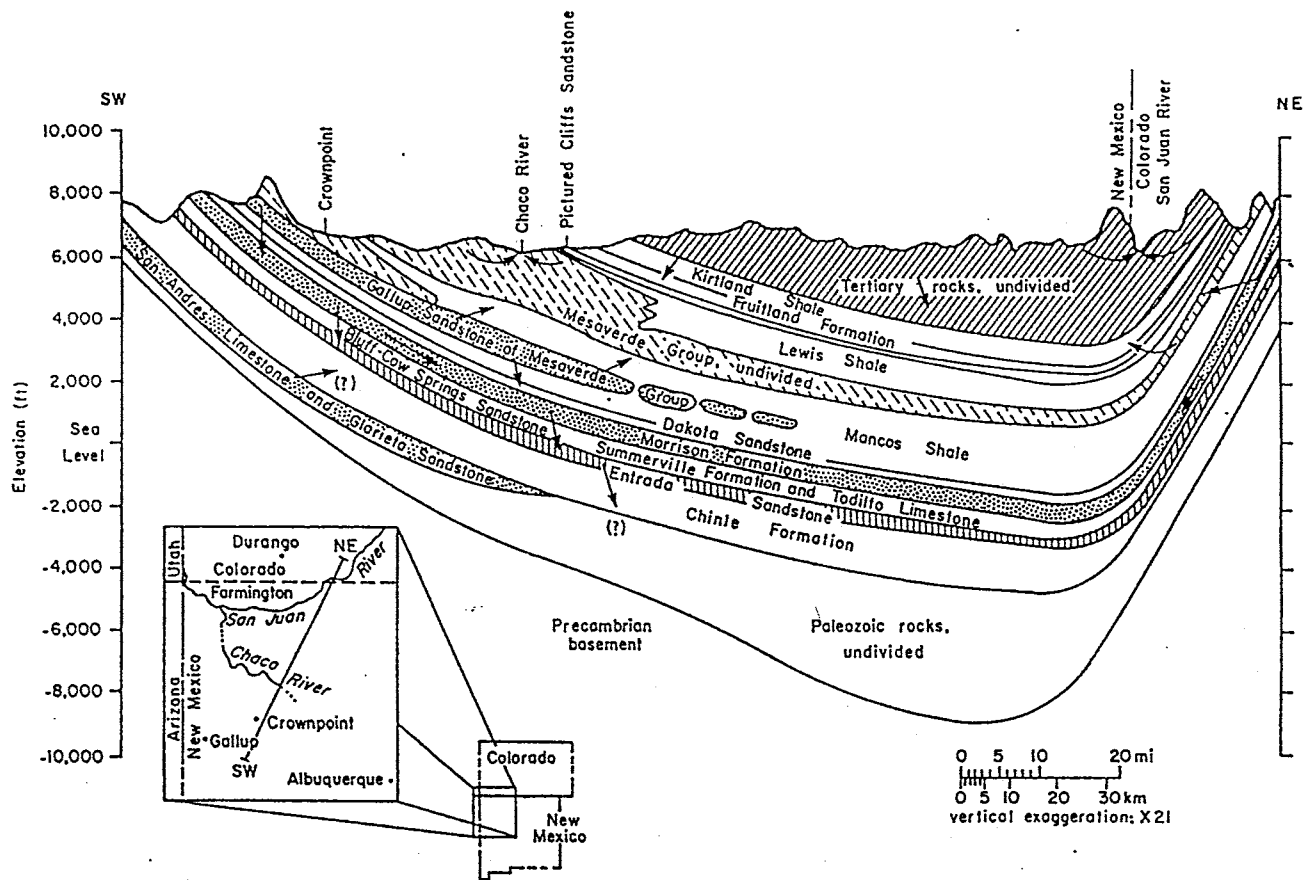 SW
NE
Crownpoint
Chaco River
Pictured Cliffs Sandstone
New Mexico
Colorado
San Juan River
Elevation (ft)
10,000
8,000
6,000
4,000
2,000
Sea
Level
-2,000
-4,000
-6,000
-8,000
-10,000
Kirtland Shale
Tertiary rocks, undivided
Fruitland Formation
Lewis Shale
Mesaverde Group, undivided
Gallup Sandstone of Mesaverde
Group
Mancos Shale
Dakota Sandstone
Morrison Formation
Bluff-Cow Springs Sandstone
Summerville Formation and Todilto Limestone
Entrada Sandstone
Chinle Formation
San Andres Limestone and Glorieta Sandstone
(?)
(?)
Precambrian
basement
Paleozoic rocks,
undivided
Utah
Durango
NE
Colorado
River
Farmington
San Juan
Chaco
River
Arizona
New Mexico
Crownpoint
Gallup
SW
Albuquerque
Colorado
New
Mexico
0 5 10 20 mi
0 5 10 20 30 km
vertical exaggeration: X21